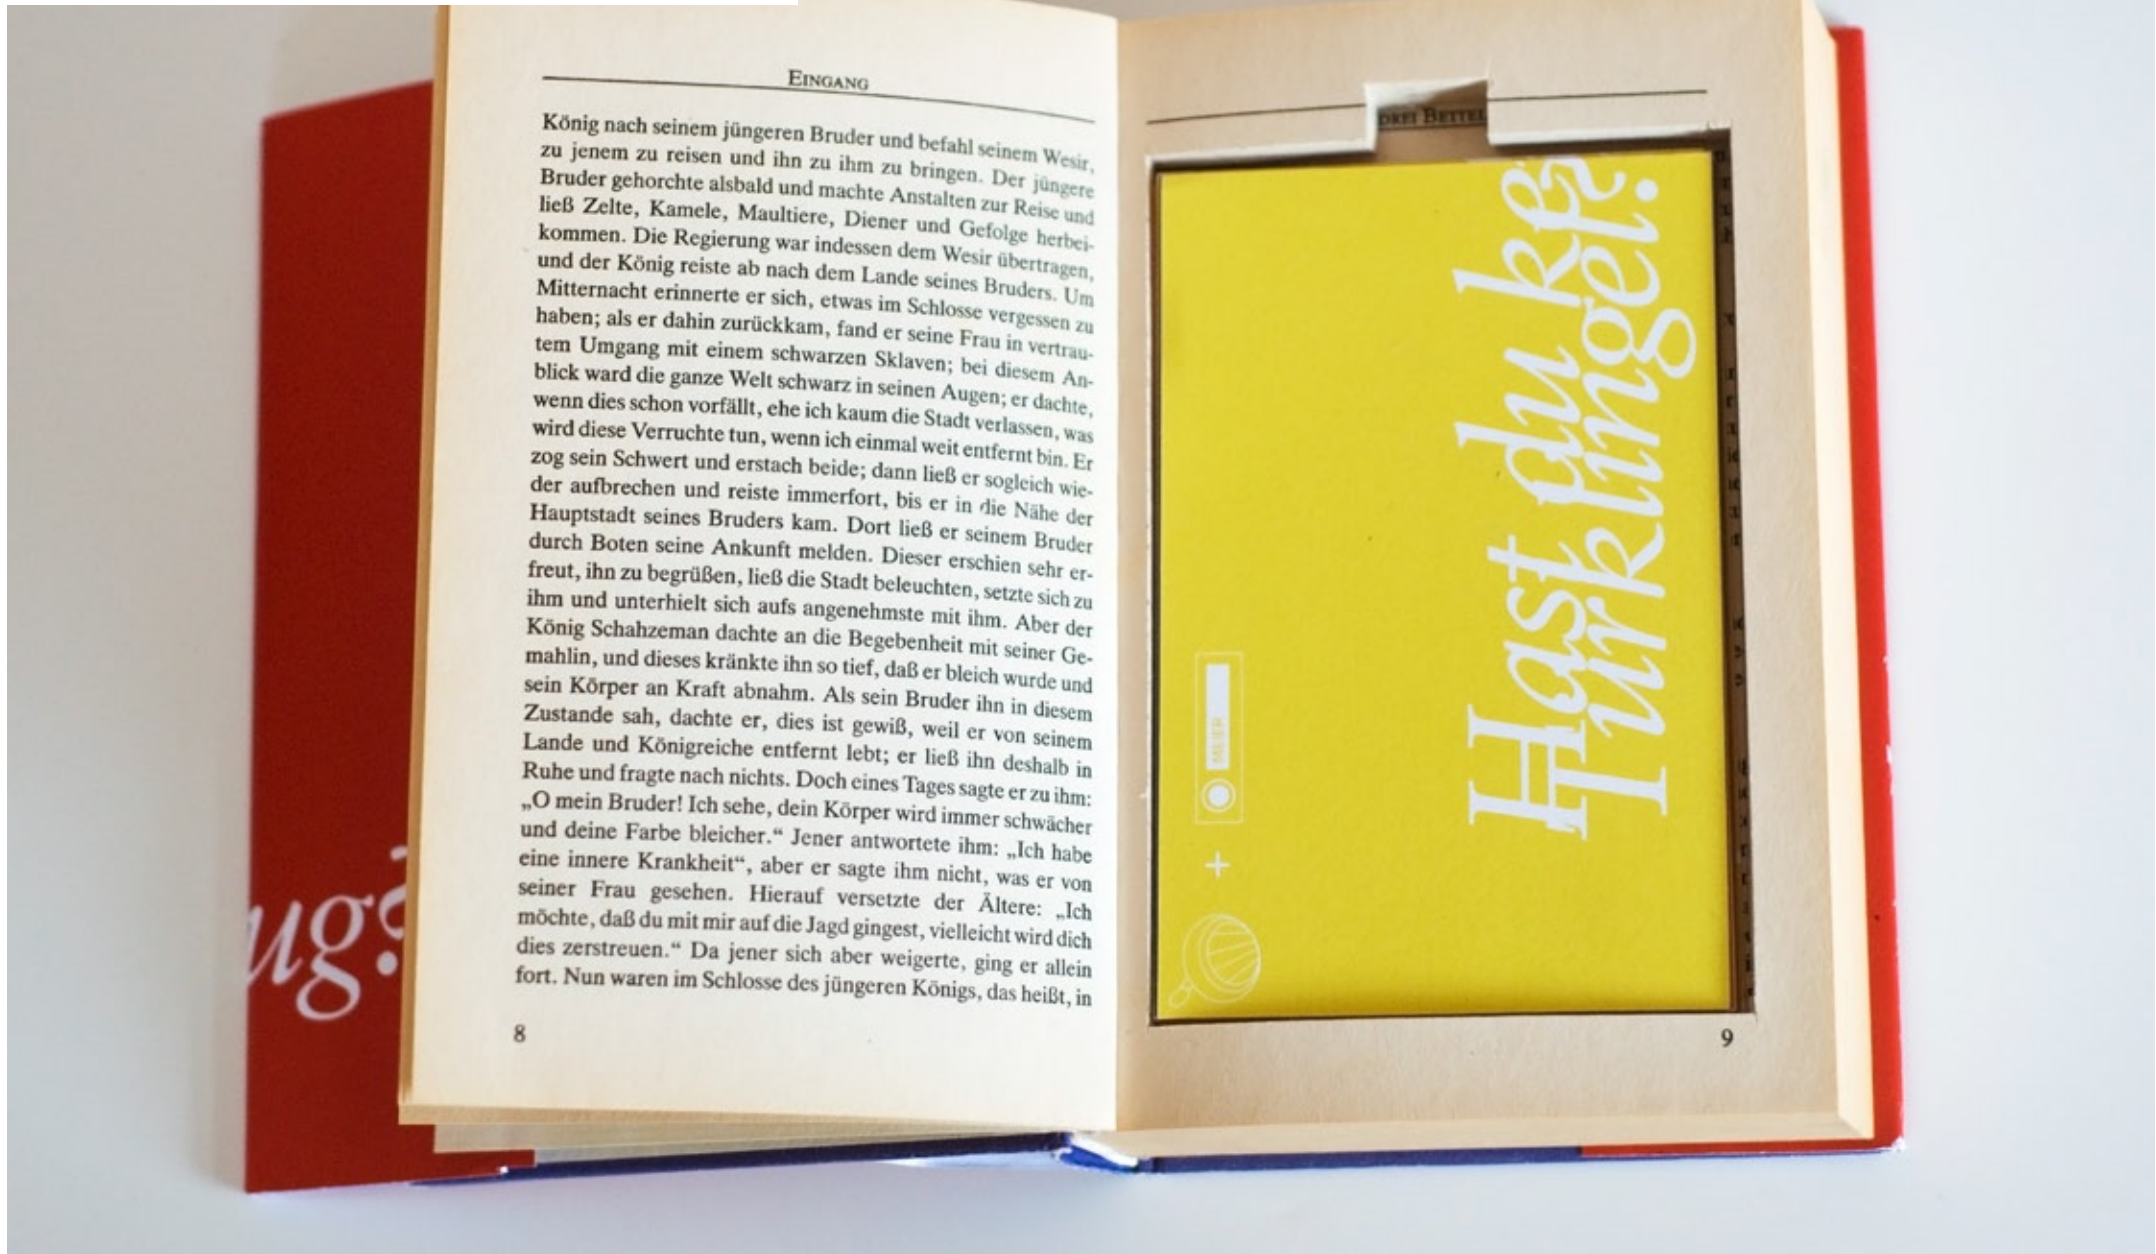 EINGANG
König nach seinem jüngeren Bruder und befahl seinem Wesir,
zu jenem zu reisen und ihn zu ihm zu bringen. Der jüngere
Bruder gehorchte alsbald und machte Anstalten zur Reise und
ließ Zelte, Kamele, Maultiere, Diener und Gefolge herbei-
kommen. Die Regierung war indessen dem Wesir übertragen,
und der König reiste ab nach dem Lande seines Bruders. Um
Mitternacht erinnerte er sich, etwas im Schlosse vergessen zu
haben; als er dahin zurückkam, fand er seine Frau in vertrau-
tem Umgang mit einem schwarzen Sklaven; bei diesem An-
blick ward die ganze Welt schwarz in seinen Augen; er dachte,
wenn dies schon vorfällt, ehe ich kaum die Stadt verlassen, was
wird diese Verruchte tun, wenn ich einmal weit entfernt bin. Er
zog sein Schwert und erstach beide; dann ließ er sogleich wie-
der aufbrechen und reiste immerfort, bis er in die Nähe der
Hauptstadt seines Bruders kam. Dort ließ er seinem Bruder
durch Boten seine Ankunft melden. Dieser erschien sehr er-
freut, ihn zu begrüßen, ließ die Stadt beleuchten, setzte sich zu
ihm und unterhielt sich aufs angenehmste mit ihm. Aber der
König Schahzeman dachte an die Begebenheit mit seiner Ge-
mahlin, und dieses kränkte ihn so tief, daß er bleich wurde und
sein Körper an Kraft abnahm. Als sein Bruder ihn in diesem
Zustande sah, dachte er, dies ist gewiß, weil er von seinem
Lande und Königreiche entfernt lebt; er ließ ihn deshalb in
Ruhe und fragte nach nichts. Doch eines Tages sagte er zu ihm:
„O mein Bruder! Ich sehe, dein Körper wird immer schwächer
und deine Farbe bleicher.“ Jener antwortete ihm: „Ich habe
eine innere Krankheit“, aber er sagte ihm nicht, was er von
seiner Frau gesehen. Hierauf versetzte der Ältere: „Ich
möchte, daß du mit mir auf die Jagd gingest, vielleicht wird dich
dies zerstreuen.“ Da jener sich aber weigerte, ging er allein
fort. Nun waren im Schlosse des jüngeren Königs, das heißt, in
8
DREI BETTEL
Hast du k
Türklingel?
MEIER
+
9